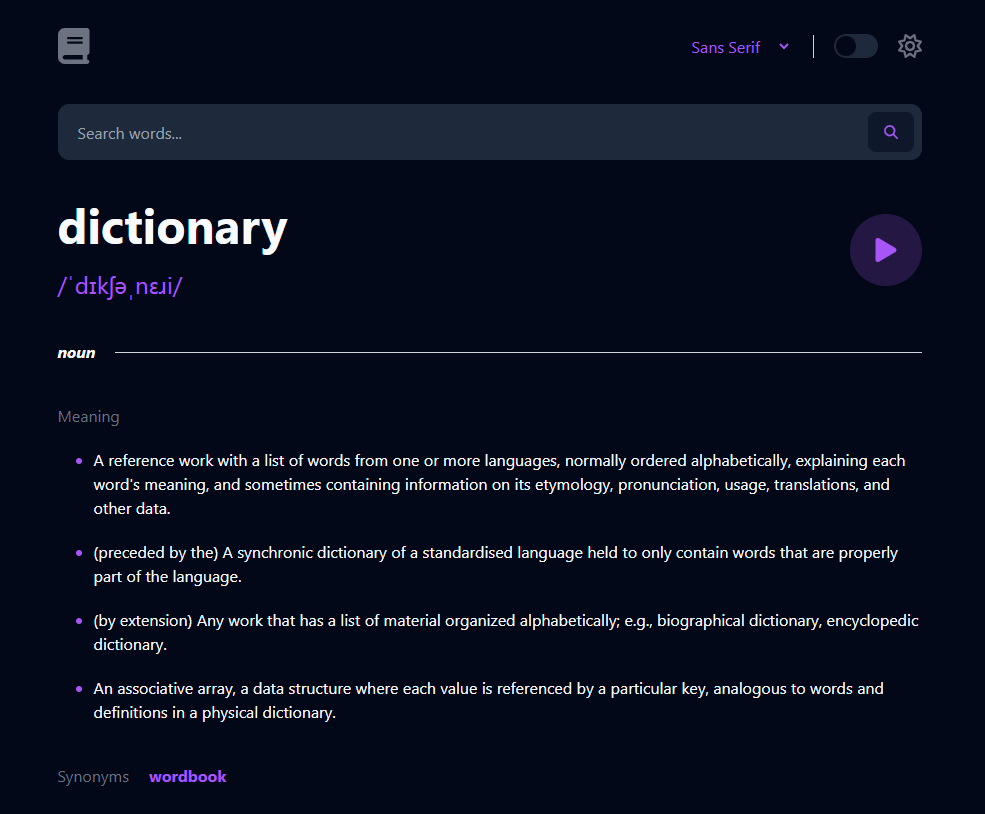 Sans Serif
Search words...
dictionary
/ˈdɪkʃəˌnɛɹi/
noun
Meaning
A reference work with a list of words from one or more languages, normally ordered alphabetically, explaining each
word's meaning, and sometimes containing information on its etymology, pronunciation, usage, translations, and
other data.
(preceded by the) A synchronic dictionary of a standardised language held to only contain words that are properly
part of the language.
(by extension) Any work that has a list of material organized alphabetically; e.g., biographical dictionary, encyclopedic
dictionary.
An associative array, a data structure where each value is referenced by a particular key, analogous to words and
definitions in a physical dictionary.
Synonyms wordbook